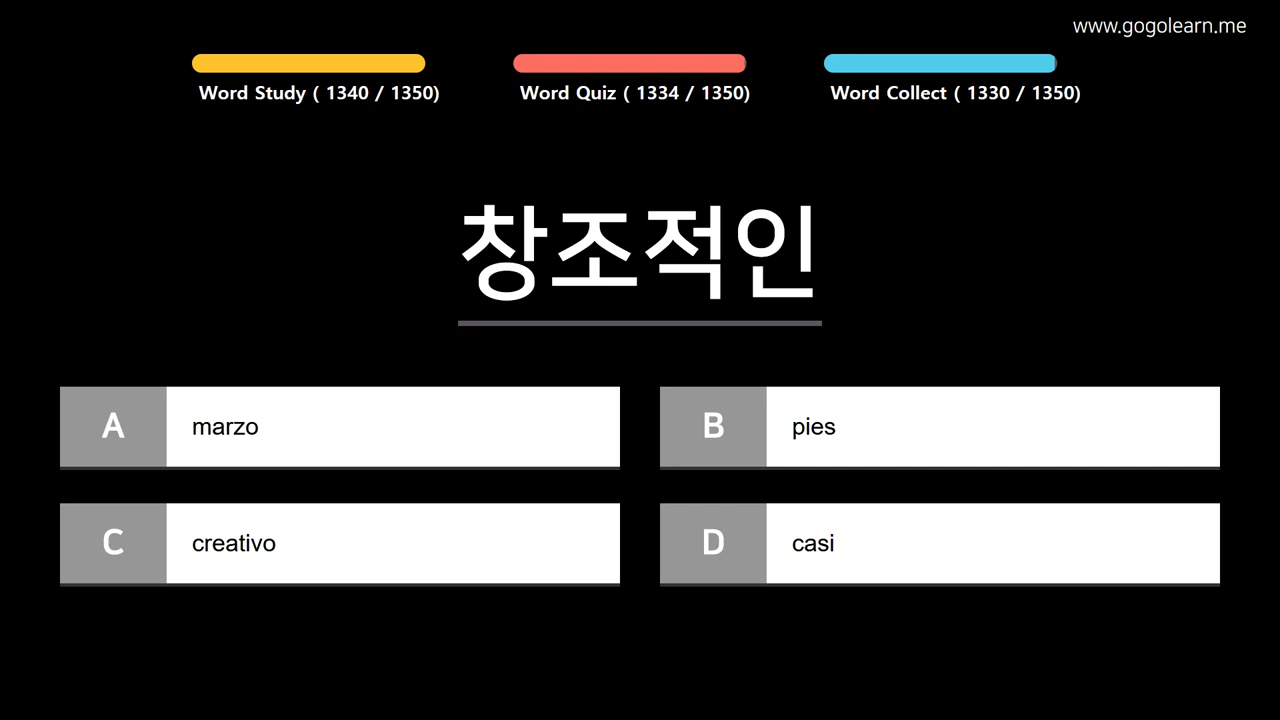 www.gogolearn.me
Word Study ( 1340 / 1350)
Word Quiz ( 1334 / 1350)
Word Collect ( 1330 / 1350)
창조적인
A marzo
B pies
C creativo
D casi